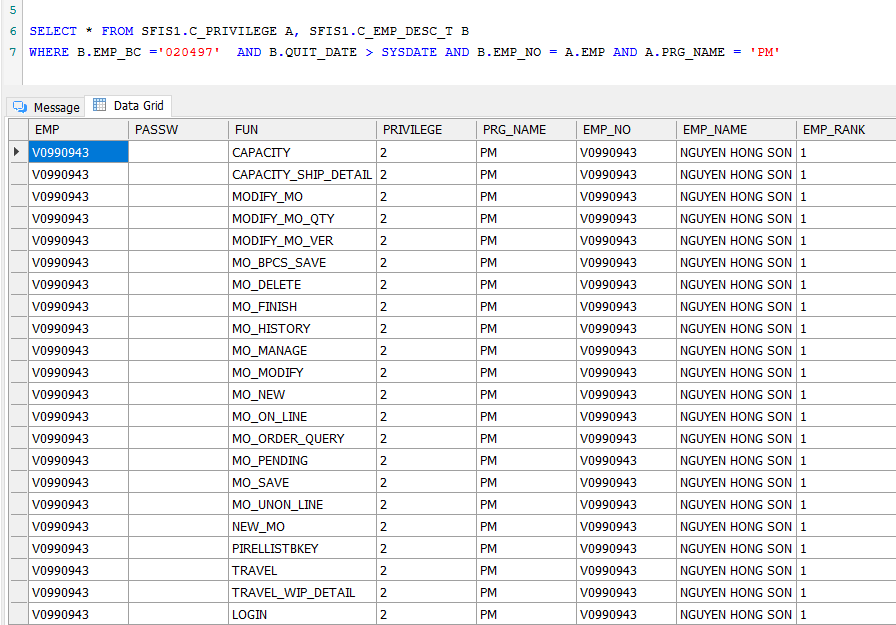 5
6 SELECT * FROM SFIS1.C_PRIVILEGE A, SFIS1.C_EMP_DESC_T B
7 WHERE B.EMP_BC ='020497'  AND B.QUIT_DATE > SYSDATE AND B.EMP_NO = A.EMP AND A.PRG_NAME = 'PM'
Message Data Grid
EMP PASSW FUN PRIVILEGE PRG_NAME EMP_NO EMP_NAME EMP_RANK
V0990943 CAPACITY 2 PM V0990943 NGUYEN HONG SON 1
V0990943 CAPACITY_SHIP_DETAIL 2 PM V0990943 NGUYEN HONG SON 1
V0990943 MODIFY_MO 2 PM V0990943 NGUYEN HONG SON 1
V0990943 MODIFY_MO_QTY 2 PM V0990943 NGUYEN HONG SON 1
V0990943 MODIFY_MO_VER 2 PM V0990943 NGUYEN HONG SON 1
V0990943 MO_BPCS_SAVE 2 PM V0990943 NGUYEN HONG SON 1
V0990943 MO_DELETE 2 PM V0990943 NGUYEN HONG SON 1
V0990943 MO_FINISH 2 PM V0990943 NGUYEN HONG SON 1
V0990943 MO_HISTORY 2 PM V0990943 NGUYEN HONG SON 1
V0990943 MO_MANAGE 2 PM V0990943 NGUYEN HONG SON 1
V0990943 MO_MODIFY 2 PM V0990943 NGUYEN HONG SON 1
V0990943 MO_NEW 2 PM V0990943 NGUYEN HONG SON 1
V0990943 MO_ON_LINE 2 PM V0990943 NGUYEN HONG SON 1
V0990943 MO_ORDER_QUERY 2 PM V0990943 NGUYEN HONG SON 1
V0990943 MO_PENDING 2 PM V0990943 NGUYEN HONG SON 1
V0990943 MO_SAVE 2 PM V0990943 NGUYEN HONG SON 1
V0990943 MO_UNON_LINE 2 PM V0990943 NGUYEN HONG SON 1
V0990943 NEW_MO 2 PM V0990943 NGUYEN HONG SON 1
V0990943 PIRELLISTBKEY 2 PM V0990943 NGUYEN HONG SON 1
V0990943 TRAVEL 2 PM V0990943 NGUYEN HONG SON 1
V0990943 TRAVEL_WIP_DETAIL 2 PM V0990943 NGUYEN HONG SON 1
V0990943 LOGIN 2 PM V0990943 NGUYEN HONG SON 1